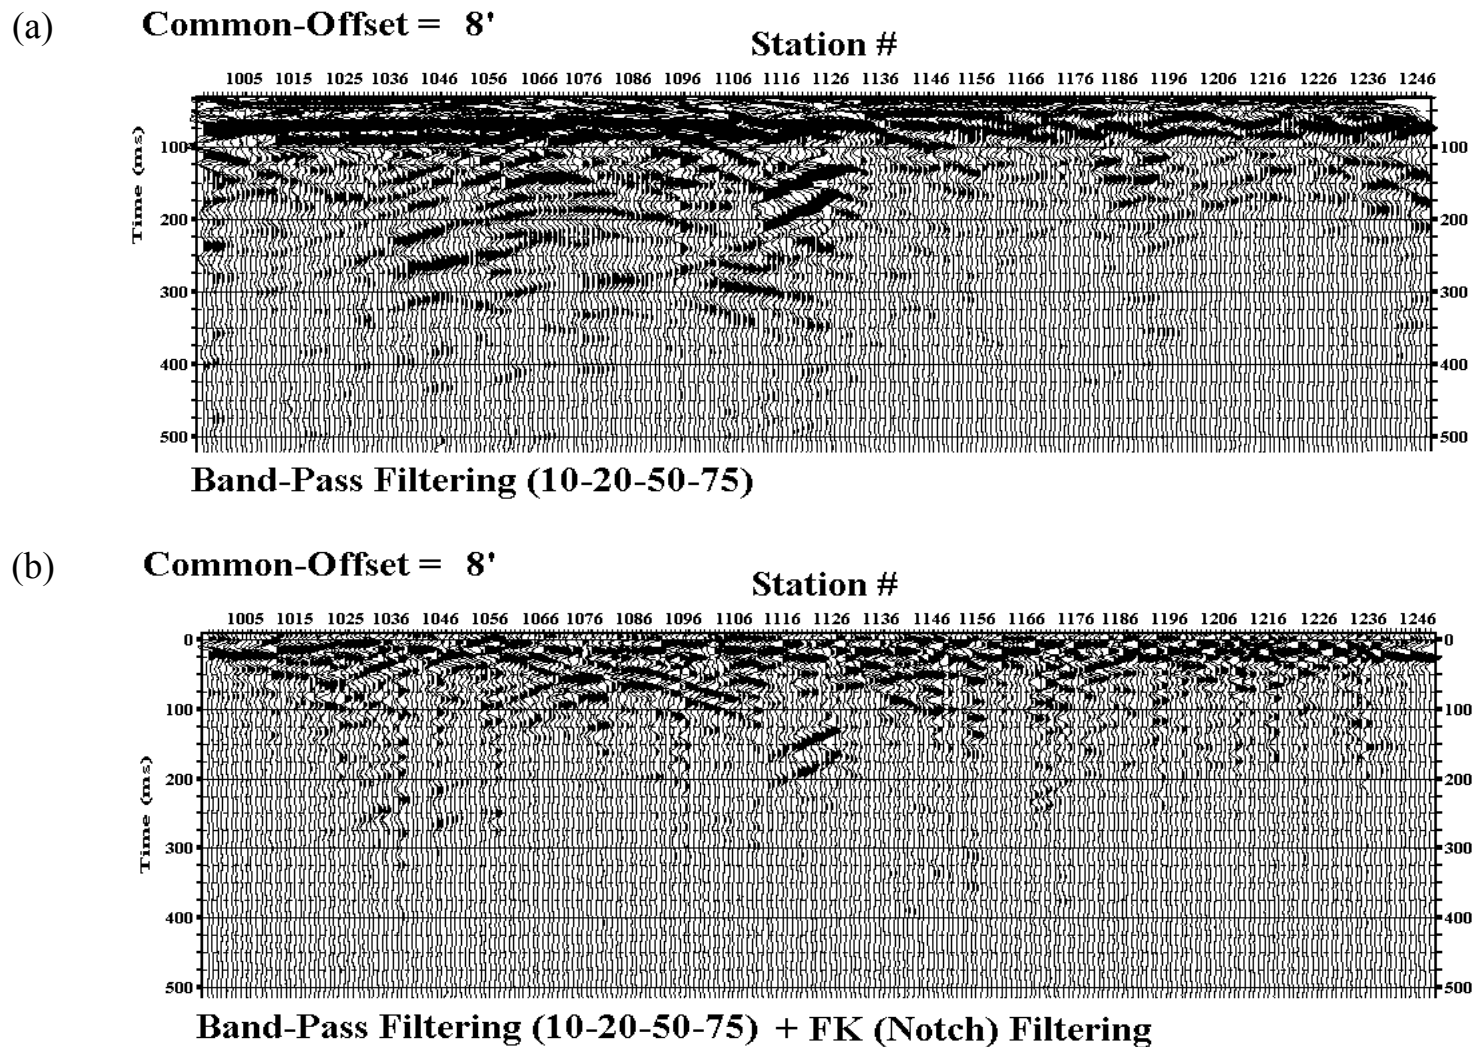 (a)
Common-Offset = 8'
Station #
1005 1015 1025 1036 1046 1056 1066 1076 1086 1096 1106 1116 1126 1136 1146 1156 1166 1176 1186 1196 1206 1216 1226 1236 1246
Time (ms)
100 100
200 200
300 300
400 400
500 500
Band-Pass Filtering (10-20-50-75)
(b)
Common-Offset = 8'
Station #
1005 1015 1025 1036 1046 1056 1066 1076 1086 1096 1106 1116 1126 1136 1146 1156 1166 1176 1186 1196 1206 1216 1226 1236 1246
Time (ms)
0 0
100 100
200 200
300 300
400 400
500 500
Band-Pass Filtering (10-20-50-75) + FK (Notch) Filtering